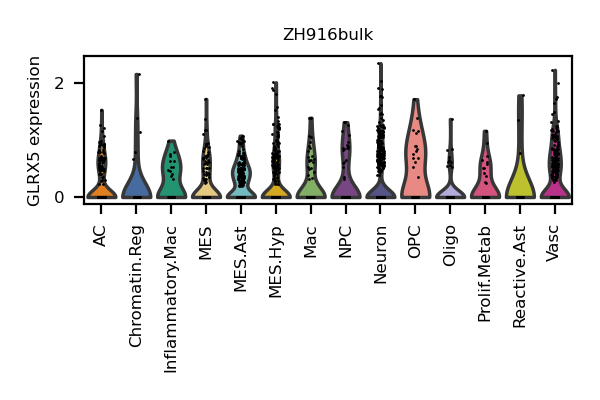 ZH916bulk
GLRX5 expression
2
0
AC
Chromatin.Reg
Inflammatory.Mac
MES
MES.Ast
MES.Hyp
Mac
NPC
Neuron
OPC
Oligo
Prolif.Metab
Reactive.Ast
Vasc